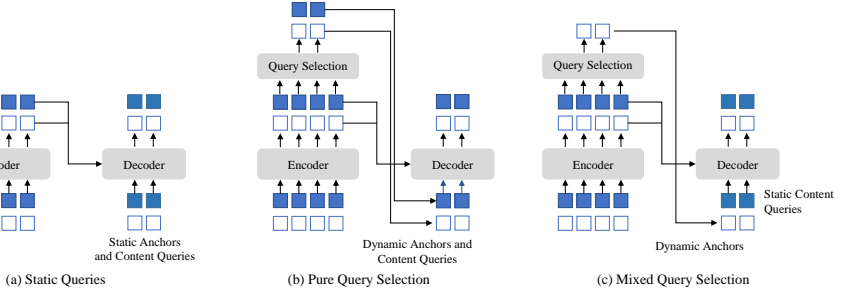 Query Selection
Query Selection
oder
Decoder
Encoder
Decoder
Encoder
Decoder
Static Content
Queries
Static Anchors
and Content Queries
Dynamic Anchors and
Content Queries
Dynamic Anchors
(a) Static Queries
(b) Pure Query Selection
(c) Mixed Query Selection